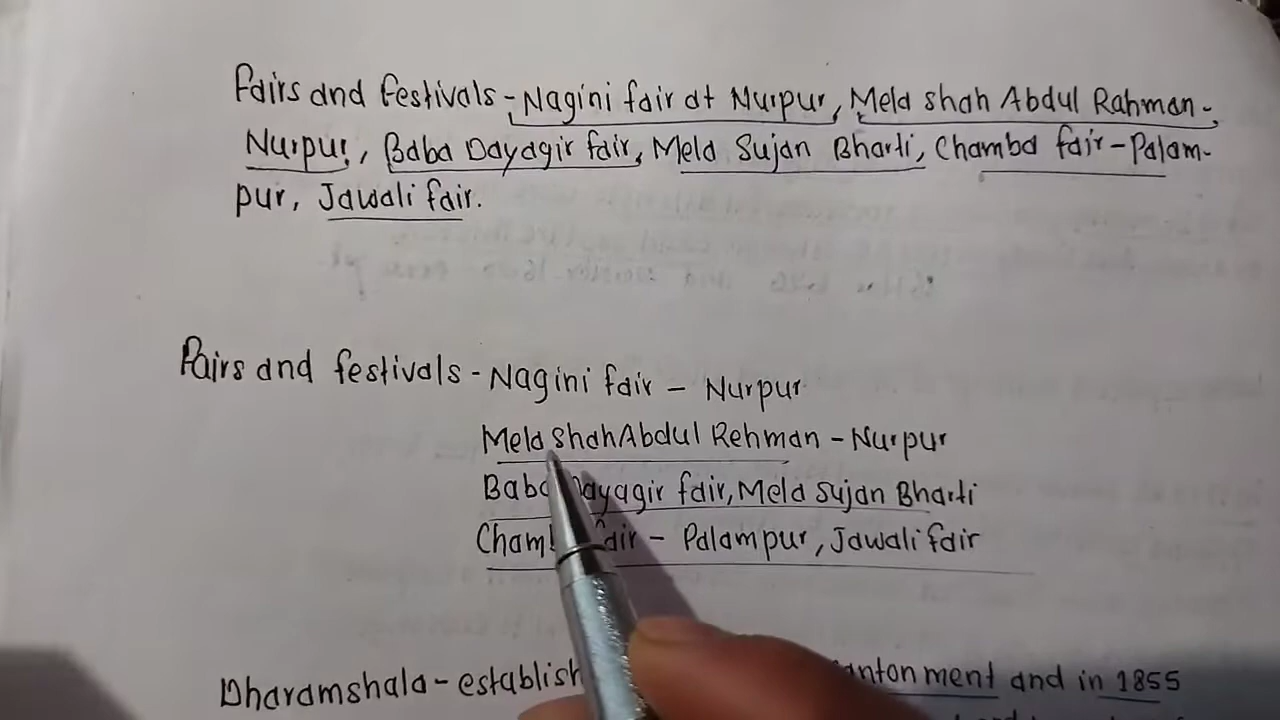 Fairs and festivals - Nagini fair at Nurpur, Mela shah Abdul Rahman -
Nurpur, Baba Dayagir fair, Mela Sujan Bharti, Chamba fair - Palam-
pur, Jawali fair.
Fairs and festivals - Nagini fair - Nurpur
Mela Shah Abdul Rehman - Nurpur
Dayagir fair, Mela Sujan Bharti
fair - Palampur, Jawali fair
Dharamshala - establish and in 1855